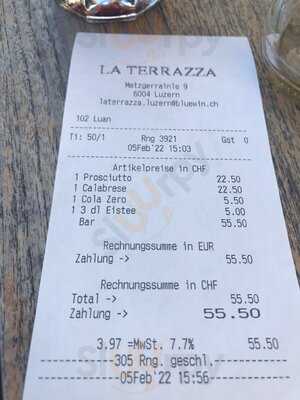 LA TERRAZZA
Metzgerrainle 9
6004 Luzern
laterrazza.luzern@bluewin.ch
102 Luan
Ti: 50/1 Rng 3921 Gst 0
05Feb'22 15:03
Artikelpreise in CHF
1 Prosciutto 22.50
1 Calabrese 22.50
1 Cola Zero 5.50
1 3 dl Eistee 5.00
Bar 55.50
Rechnungssumme in EUR
Zahlung -> 55.50
Rechnungssumme in CHF
Total -> 55.50
Zahlung -> 55.50
3.97 =MwSt. 7.7% 55.50
305 Rng. geschl.
05Feb'22 15:56